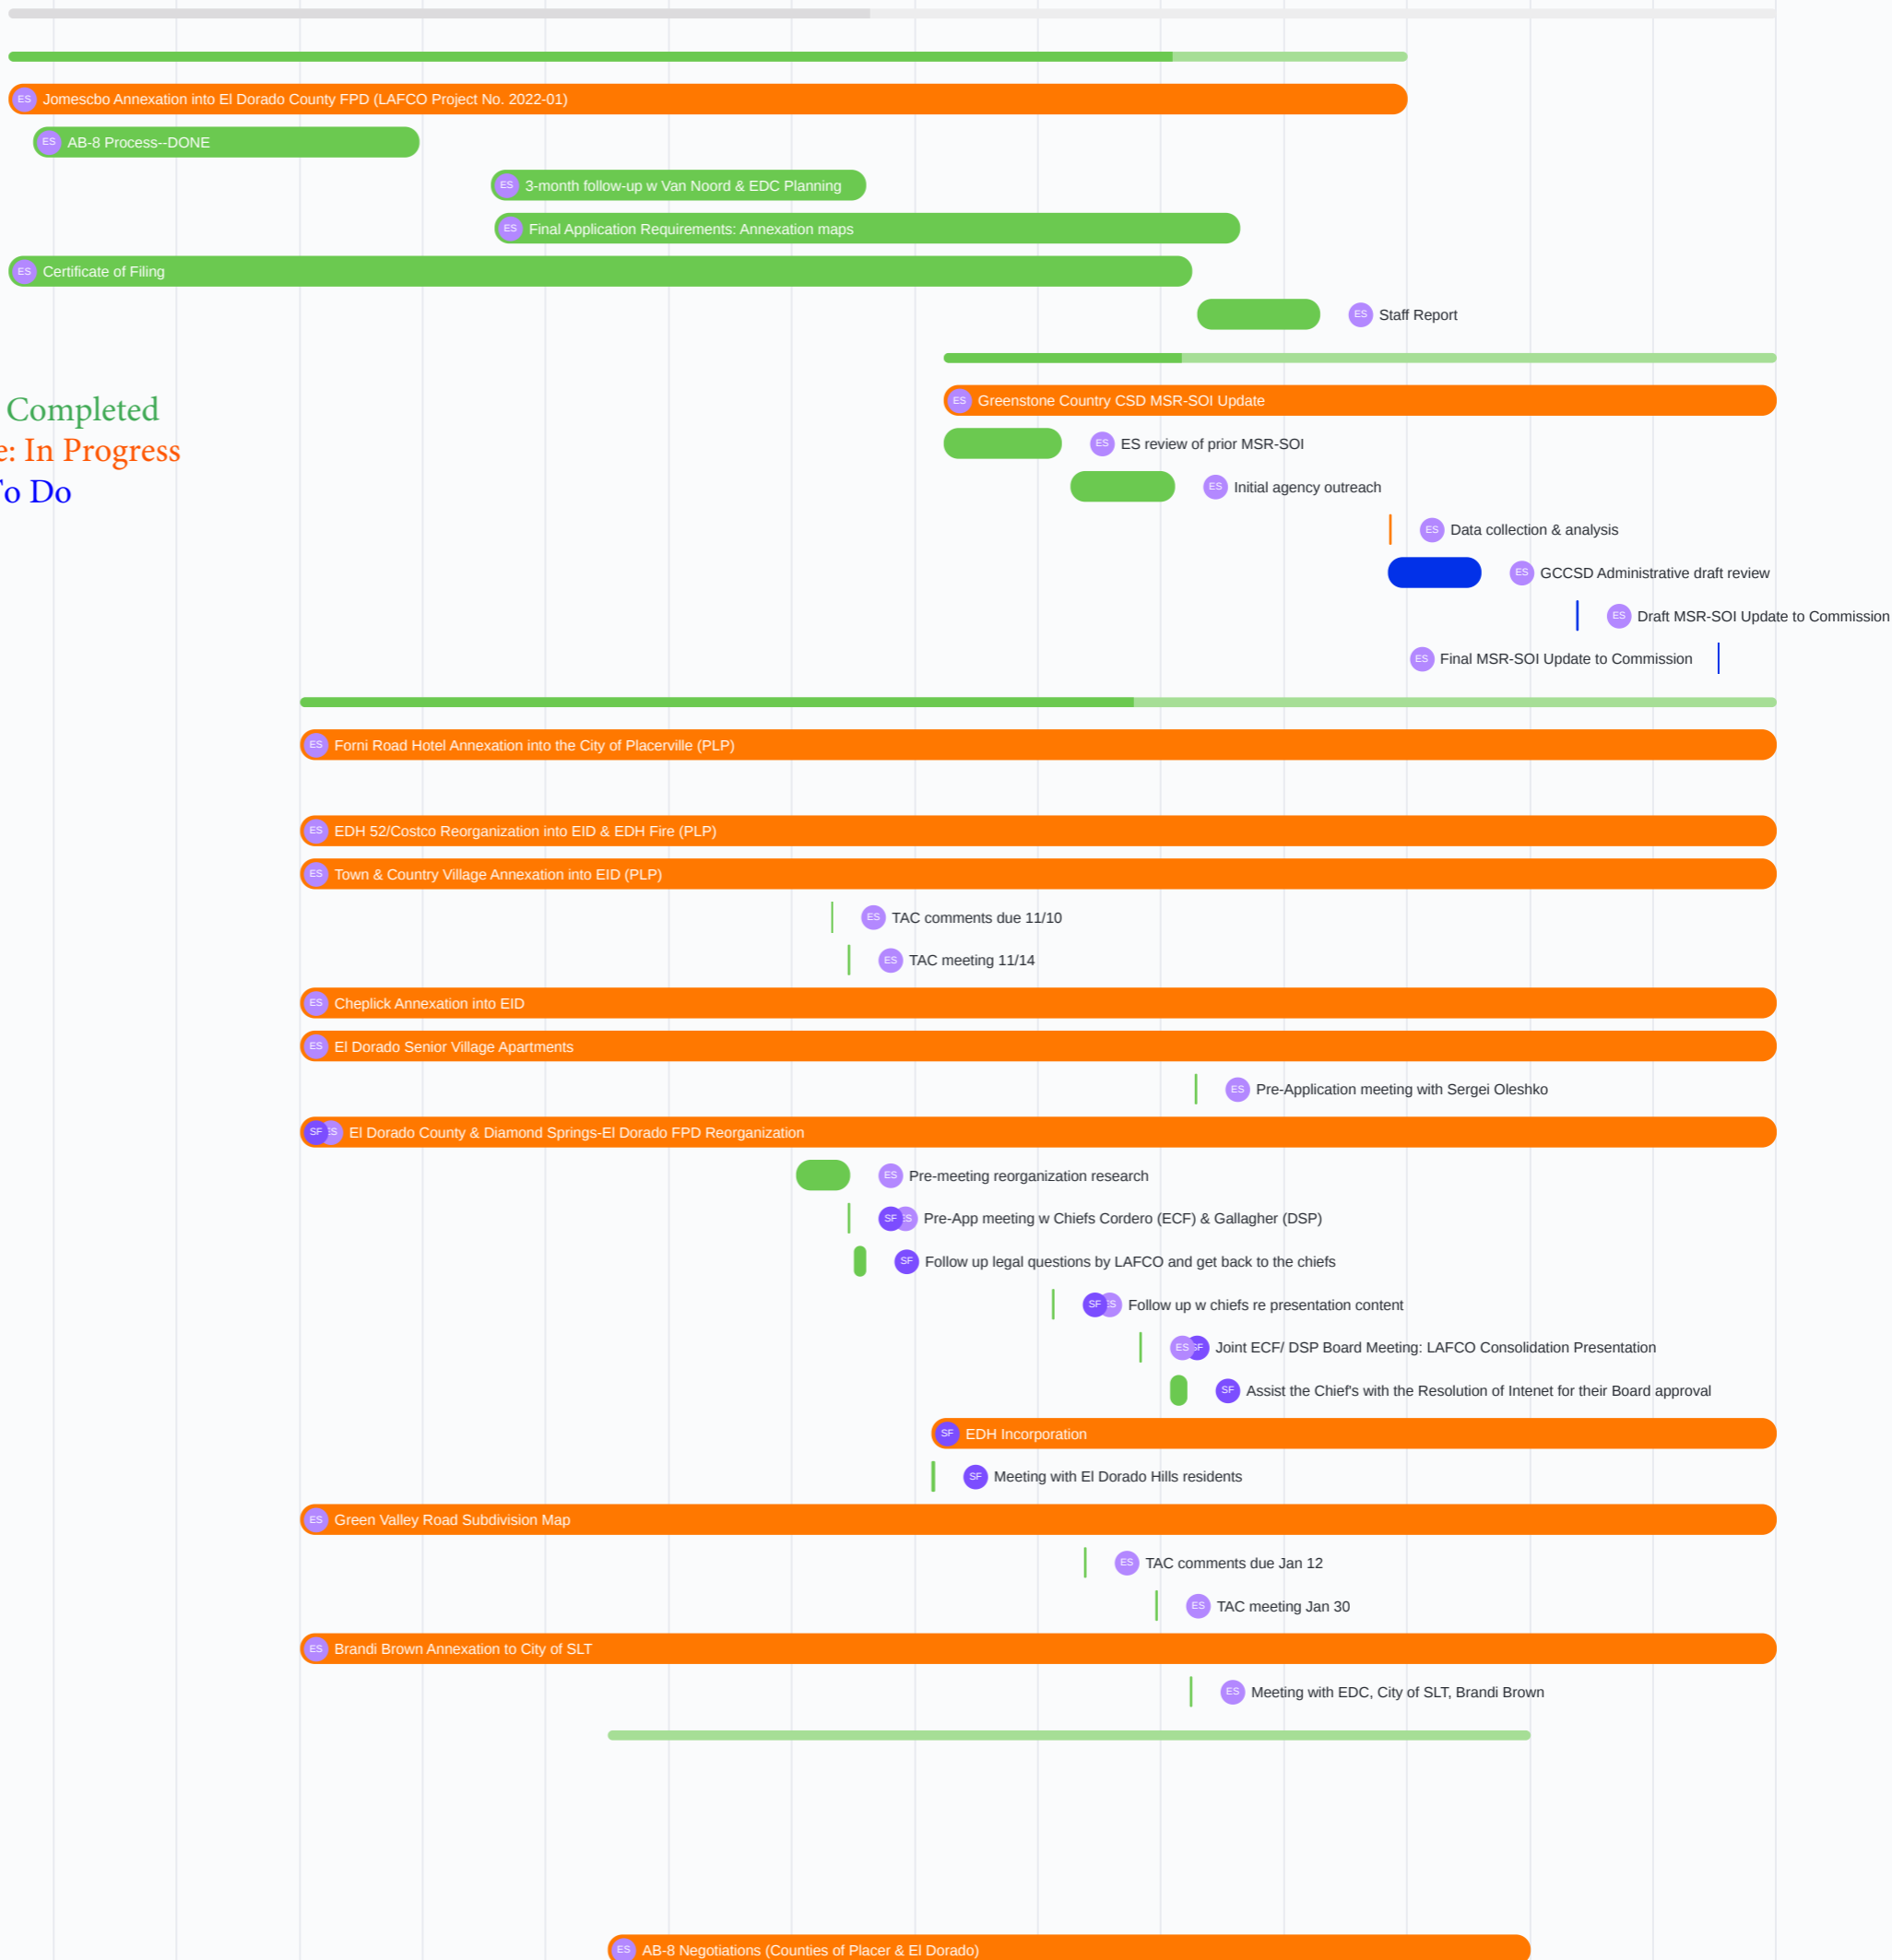 ES Jomescbo Annexation into El Dorado County FPD (LAFCO Project No. 2022-01)
ES AB-8 Process--DONE
ES 3-month follow-up w Van Noord & EDC Planning
ES Final Application Requirements: Annexation maps
ES Certificate of Filing
ES Staff Report
ES Greenstone Country CSD MSR-SOI Update
Completed
ES ES review of prior MSR-SOI
e: In Progress
ES Initial agency outreach
To Do
ES Data collection & analysis
ES GCCSD Administrative draft review
ES Draft MSR-SOI Update to Commission
ES Final MSR-SOI Update to Commission
ES Forni Road Hotel Annexation into the City of Placerville (PLP)
ES EDH 52/Costco Reorganization into EID & EDH Fire (PLP)
ES Town & Country Village Annexation into EID (PLP)
ES TAC comments due 11/10
ES TAC meeting 11/14
ES Cheplick Annexation into EID
ES El Dorado Senior Village Apartments
ES Pre-Application meeting with Sergei Oleshko
SF ES El Dorado County & Diamond Springs-El Dorado FPD Reorganization
ES Pre-meeting reorganization research
SF ES Pre-App meeting w Chiefs Cordero (ECF) & Gallagher (DSP)
SF Follow up legal questions by LAFCO and get back to the chiefs
SF ES Follow up w chiefs re presentation content
ES SF Joint ECF/ DSP Board Meeting: LAFCO Consolidation Presentation
SF Assist the Chief's with the Resolution of Intenet for their Board approval
SF EDH Incorporation
SF Meeting with El Dorado Hills residents
ES Green Valley Road Subdivision Map
ES TAC comments due Jan 12
ES TAC meeting Jan 30
ES Brandi Brown Annexation to City of SLT
ES Meeting with EDC, City of SLT, Brandi Brown
ES AB-8 Negotiations (Counties of Placer & El Dorado)